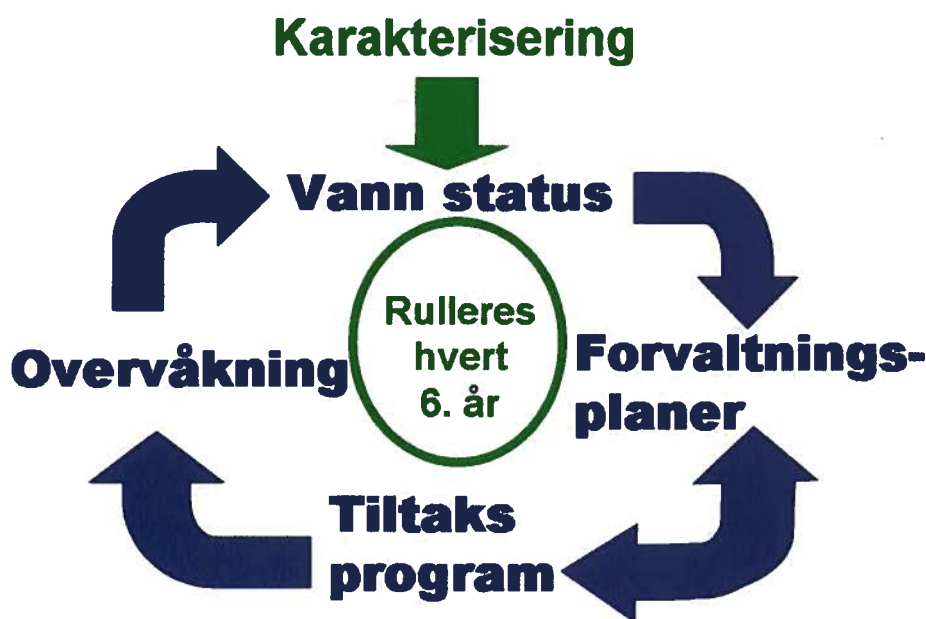 Karakterisering
Vann status
Rulleres
hvert
6. år
Forvaltnings-
planer
Tiltaks
program
Overvåkning